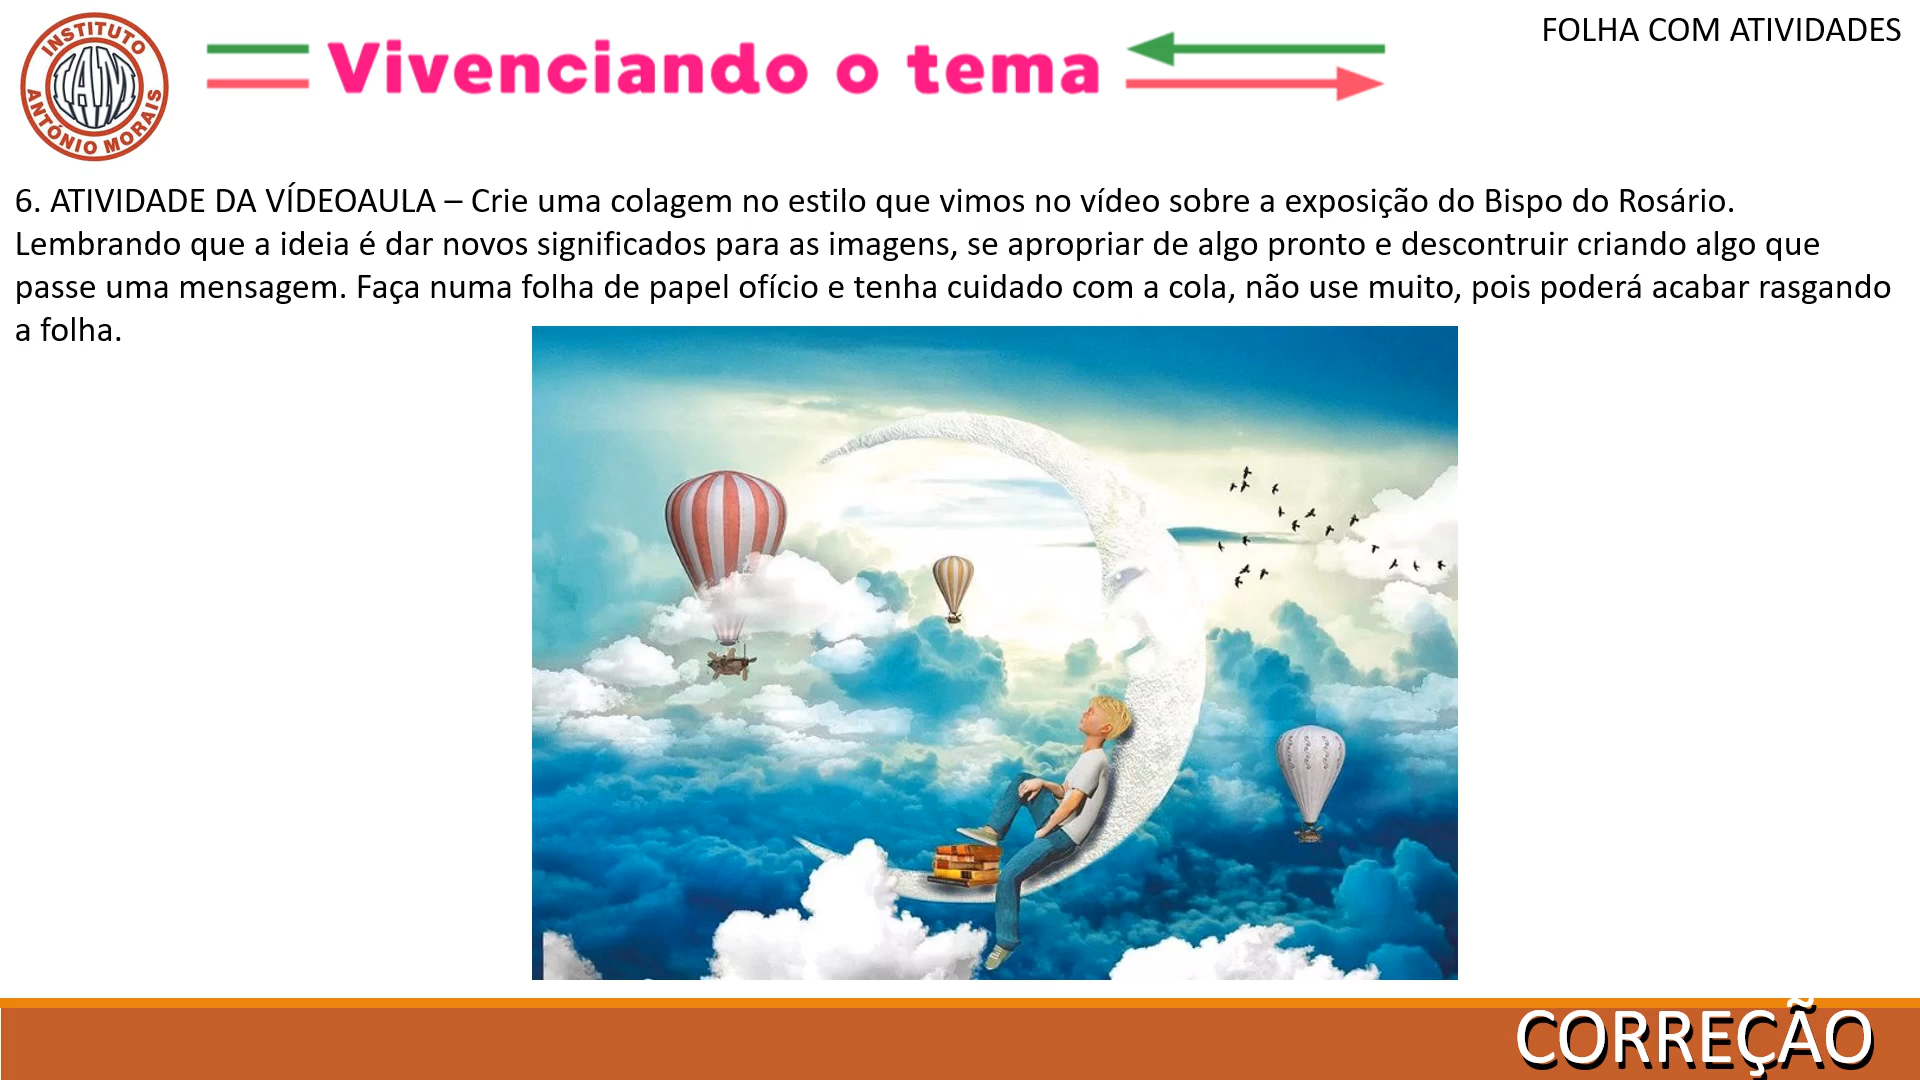 INSTITUTO
IAM
ANTÓNIO MORAIS
Vivenciando o tema
FOLHA COM ATIVIDADES
6. ATIVIDADE DA VÍDEOAULA – Crie uma colagem no estilo que vimos no vídeo sobre a exposição do Bispo do Rosário.
Lembrando que a ideia é dar novos significados para as imagens, se apropriar de algo pronto e descontruir criando algo que
passe uma mensagem. Faça numa folha de papel ofício e tenha cuidado com a cola, não use muito, pois poderá acabar rasgando
a folha.
CORREÇÃO